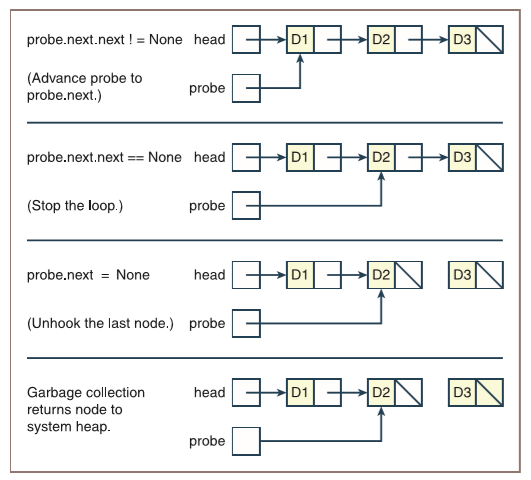 probe.next.next ! = None head D1 D2 D3
(Advance probe to
probe.next.) probe
probe.next.next == None head D1 D2 D3
(Stop the loop.) probe
probe.next = None head D1 D2 D3
(Unhook the last node.) probe
Garbage collection head D1 D2 D3
returns node to
system heap. probe